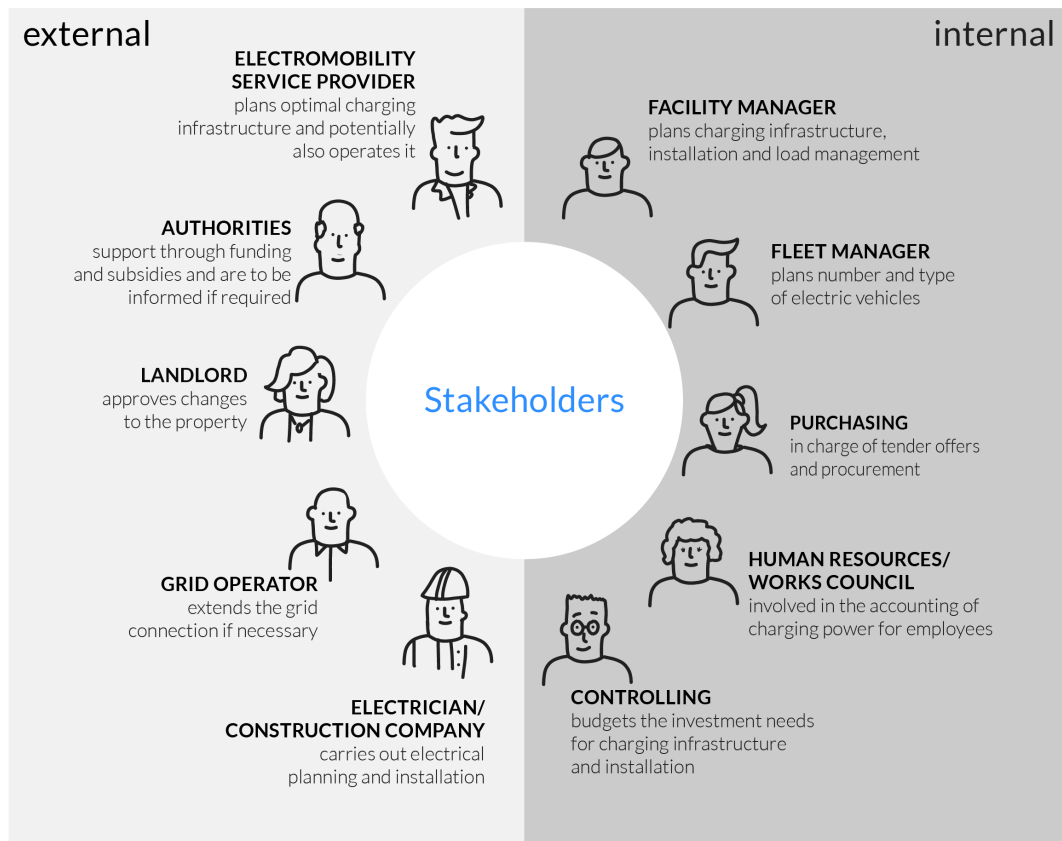 external
ELECTROMOBILITY
SERVICE PROVIDER
plans optimal charging
infrastructure and potentially
also operates it
AUTHORITIES
support through funding
and subsidies and are to be
informed if required
LANDLORD
approves changes
to the property
GRID OPERATOR
extends the grid
connection if necessary
ELECTRICIAN/
CONSTRUCTION COMPANY
carries out electrical
planning and installation
Stakeholders
internal
FACILITY MANAGER
plans charging infrastructure,
installation and load management
FLEET MANAGER
plans number and type
of electric vehicles
PURCHASING
in charge of tender offers
and procurement
HUMAN RESOURCES/
WORKS COUNCIL
involved in the accounting of
charging power for employees
CONTROLLING
budgets the investment needs
for charging infrastructure
and installation